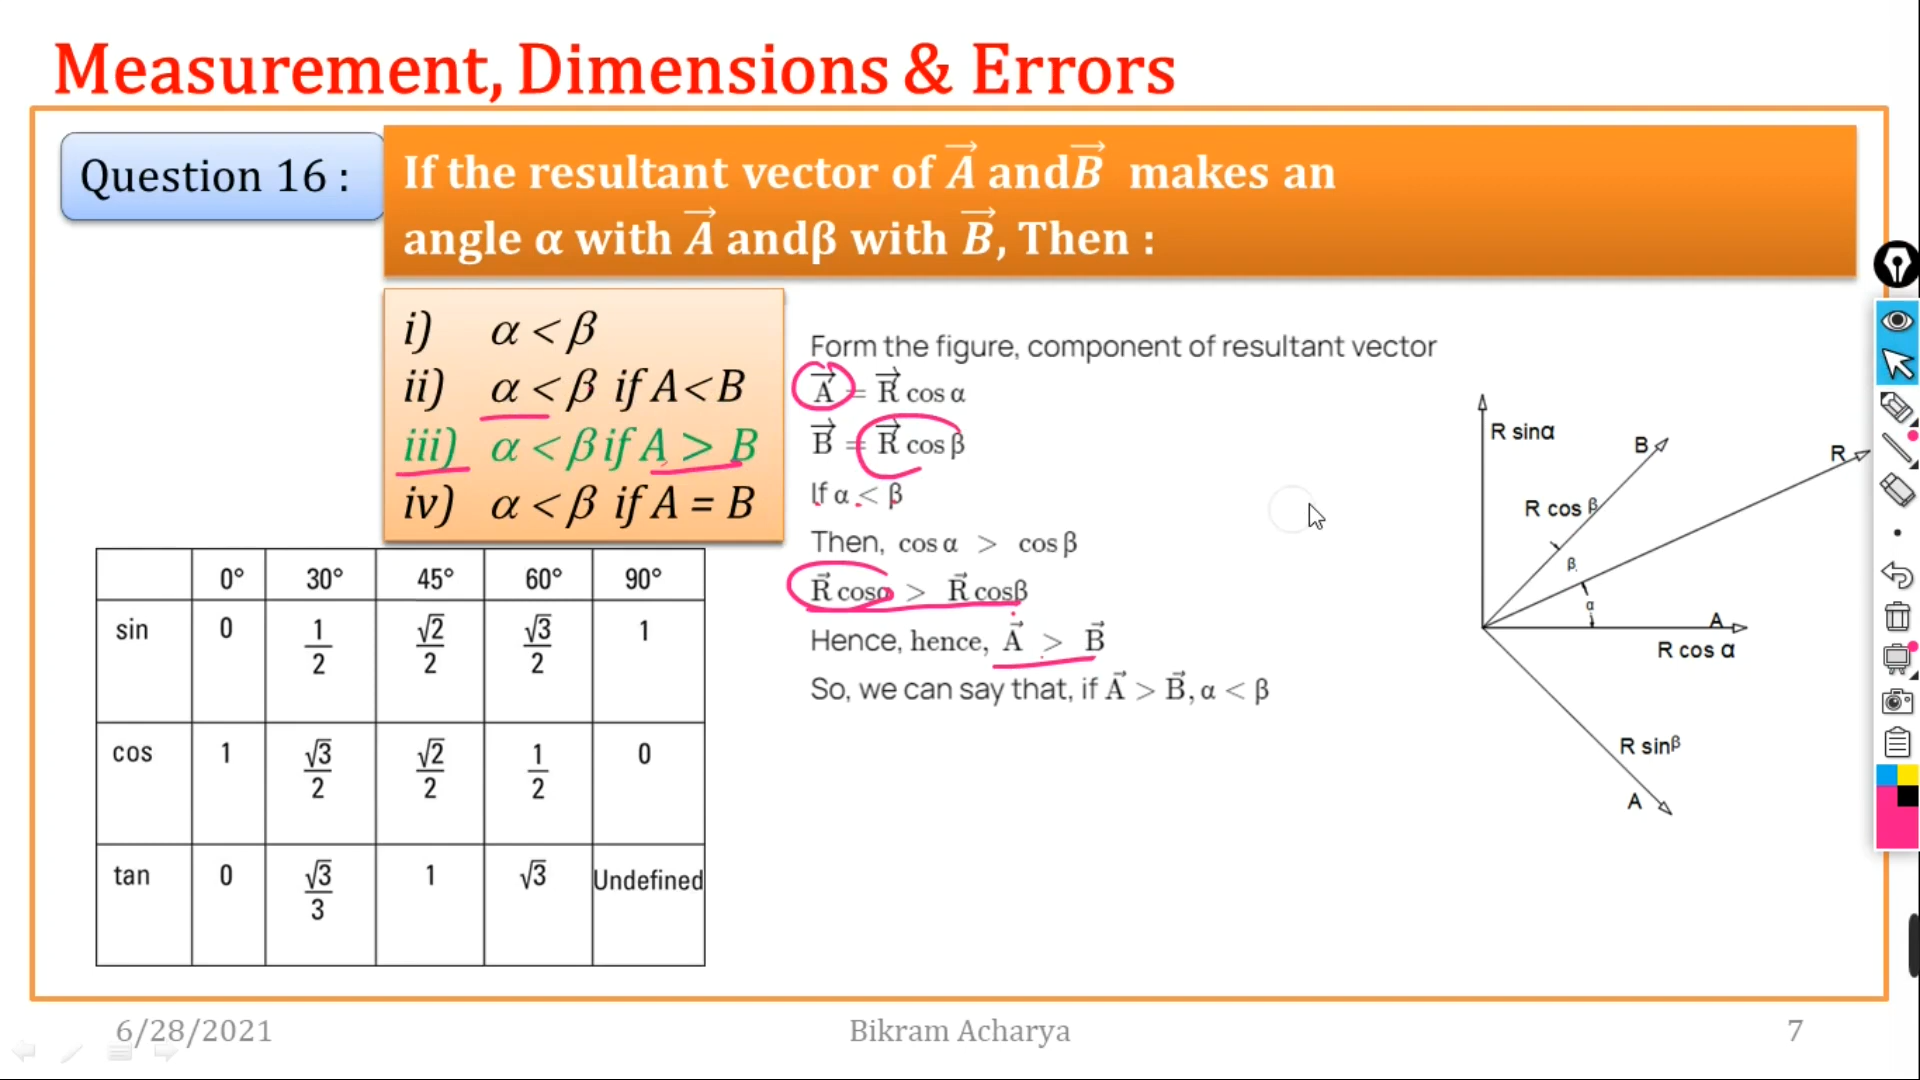 Measurement, Dimensions & Errors
Question 16 :
If the resultant vector of A⃗ andB⃗ makes an
angle α with A⃗ andβ with B⃗, Then :
i) α < β
ii) α < β if A < B
iii) α < β if A > B
iv) α < β if A = B
Form the figure, component of resultant vector
A⃗ = R⃗ cos α
B⃗ = R⃗ cos β
If α < β
Then, cos α > cos β
R⃗ cosα > R⃗ cosβ
Hence, hence, A⃗ > B⃗
So, we can say that, if A⃗ > B⃗, α < β
R sinα
B
R
R cos β
β
α
A
R cos α
R sinβ
A
0° 30° 45° 60° 90°
sin 0 1/2 √2/2 √3/2 1
cos 1 √3/2 √2/2 1/2 0
tan 0 √3/3 1 √3 Undefined
6/28/2021
Bikram Acharya
7